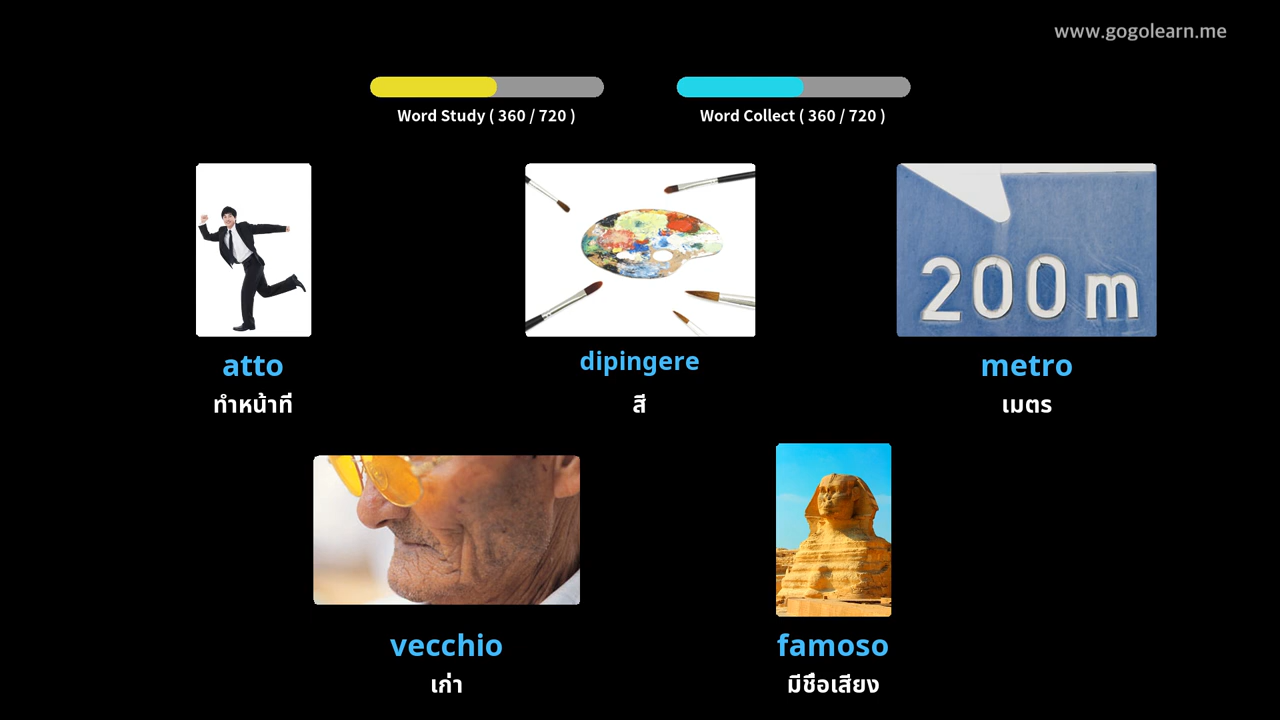 www.gogolearn.me
Word Study ( 360 / 720 )
Word Collect ( 360 / 720 )
200 m
atto
ทำหน้าที่
dipingere
สี
metro
เมตร
vecchio
เก่า
famoso
มีชื่อเสียง